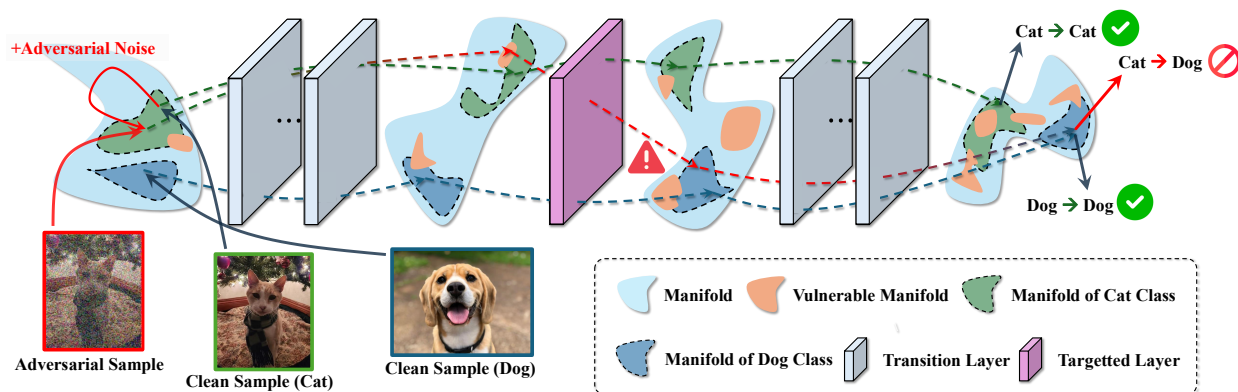 +Adversarial Noise
Cat → Cat
Cat → Dog
Dog → Dog
...
...
Adversarial Sample
Clean Sample (Cat)
Clean Sample (Dog)
Manifold
Vulnerable Manifold
Manifold of Cat Class
Manifold of Dog Class
Transition Layer
Targetted Layer